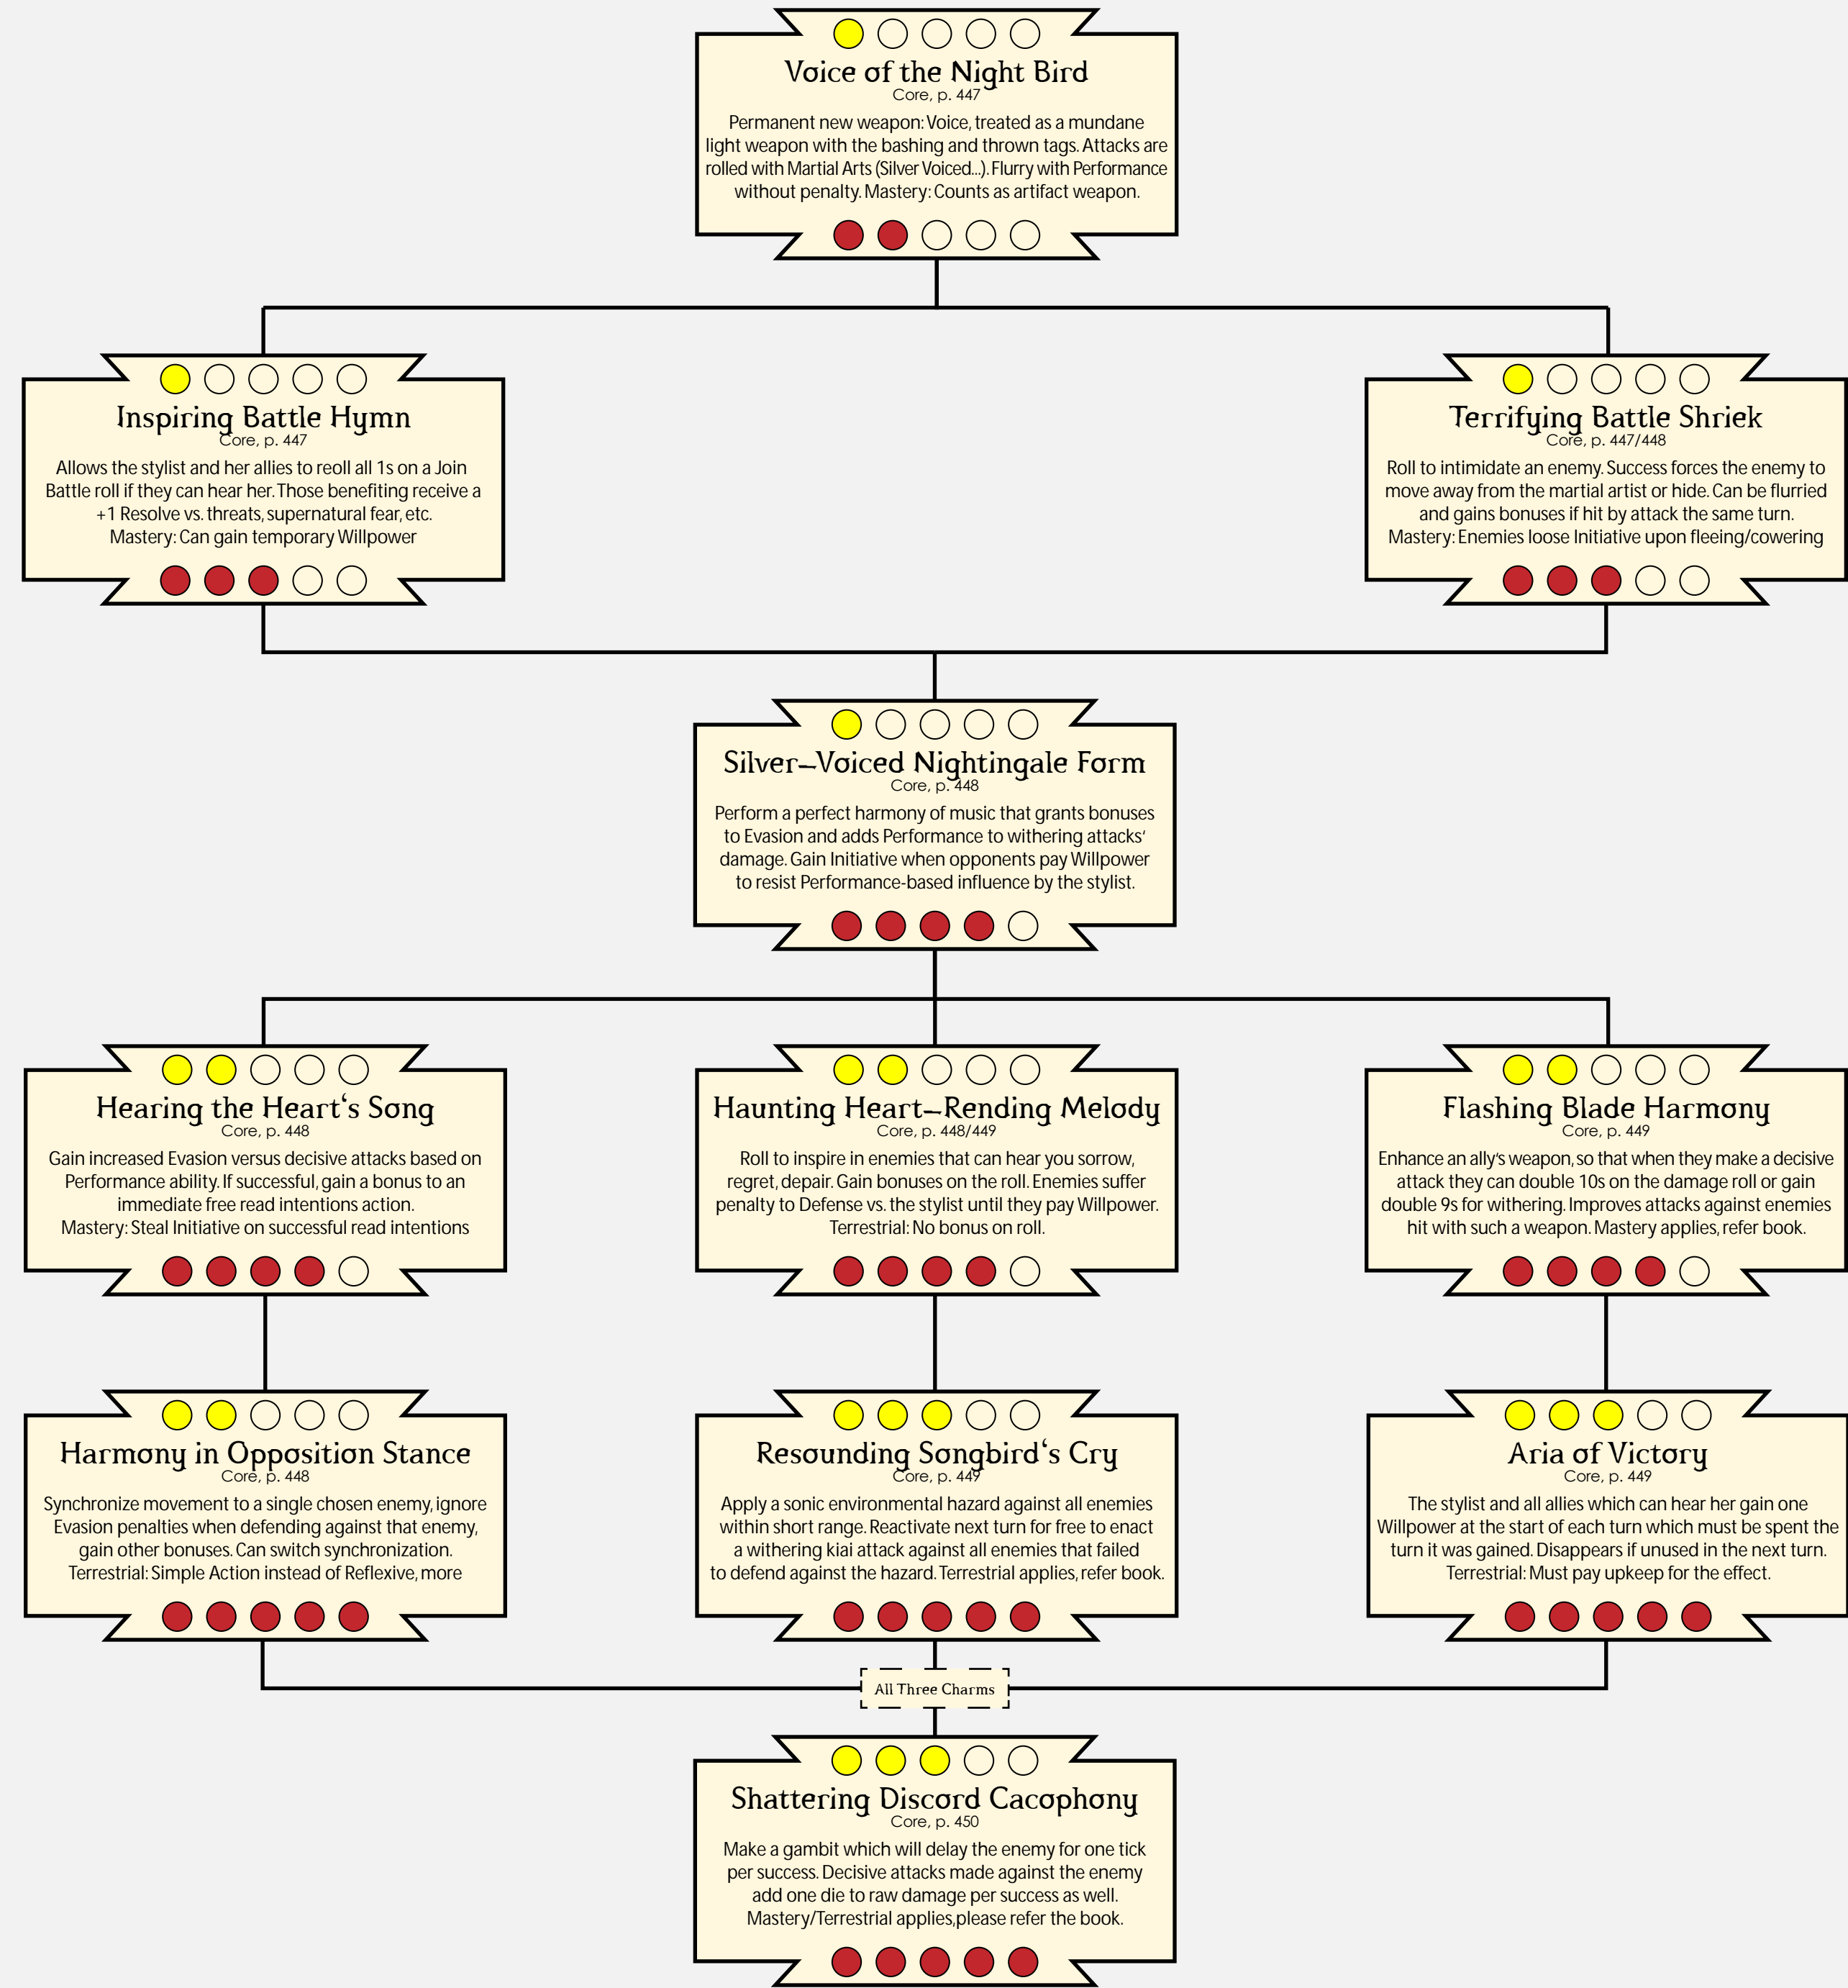 Voice of the Night Bird
Core, p. 447
Permanent new weapon: Voice, treated as a mundane
light weapon with the bashing and thrown tags. Attacks are
rolled with Martial Arts (Silver Voiced...). Flurry with Performance
without penalty. Mastery: Counts as artifact weapon.
Inspiring Battle Hymn
Core, p. 447
Allows the stylist and her allies to reoll all 1s on a Join
Battle roll if they can hear her. Those benefiting receive a
+1 Resolve vs. threats, supernatural fear, etc.
Mastery: Can gain temporary Willpower
Terrifying Battle Shriek
Core, p. 447/448
Roll to intimidate an enemy. Success forces the enemy to
move away from the martial artist or hide. Can be flurried
and gains bonuses if hit by attack the same turn.
Mastery: Enemies loose Initiative upon fleeing/cowering
Silver-Voiced Nightingale Form
Core, p. 448
Perform a perfect harmony of music that grants bonuses
to Evasion and adds Performance to withering attacks'
damage. Gain Initiative when opponents pay Willpower
to resist Performance-based influence by the stylist.
Hearing the Heart's Song
Core, p. 448
Gain increased Evasion versus decisive attacks based on
Performance ability. If successful, gain a bonus to an
immediate free read intentions action.
Mastery: Steal Initiative on successful read intentions
Haunting Heart-Rending Melody
Core, p. 448/449
Roll to inspire in enemies that can hear you sorrow,
regret, depair. Gain bonuses on the roll. Enemies suffer
penalty to Defense vs. the stylist until they pay Willpower.
Terrestrial: No bonus on roll.
Flashing Blade Harmony
Core, p. 449
Enhance an ally's weapon, so that when they make a decisive
attack they can double 10s on the damage roll or gain
double 9s for withering. Improves attacks against enemies
hit with such a weapon. Mastery applies, refer book.
Harmony in Opposition Stance
Core, p. 448
Synchronize movement to a single chosen enemy, ignore
Evasion penalties when defending against that enemy,
gain other bonuses. Can switch synchronization.
Terrestrial: Simple Action instead of Reflexive, more
Resounding Songbird's Cry
Core, p. 449
Apply a sonic environmental hazard against all enemies
within short range. Reactivate next turn for free to enact
a withering kiai attack against all enemies that failed
to defend against the hazard. Terrestrial applies, refer book.
Aria of Victory
Core, p. 449
The stylist and all allies which can hear her gain one
Willpower at the start of each turn which must be spent the
turn it was gained. Disappears if unused in the next turn.
Terrestrial: Must pay upkeep for the effect.
All Three Charms
Shattering Discord Cacophony
Core, p. 450
Make a gambit which will delay the enemy for one tick
per success. Decisive attacks made against the enemy
add one die to raw damage per success as well.
Mastery/Terrestrial applies,please refer the book.